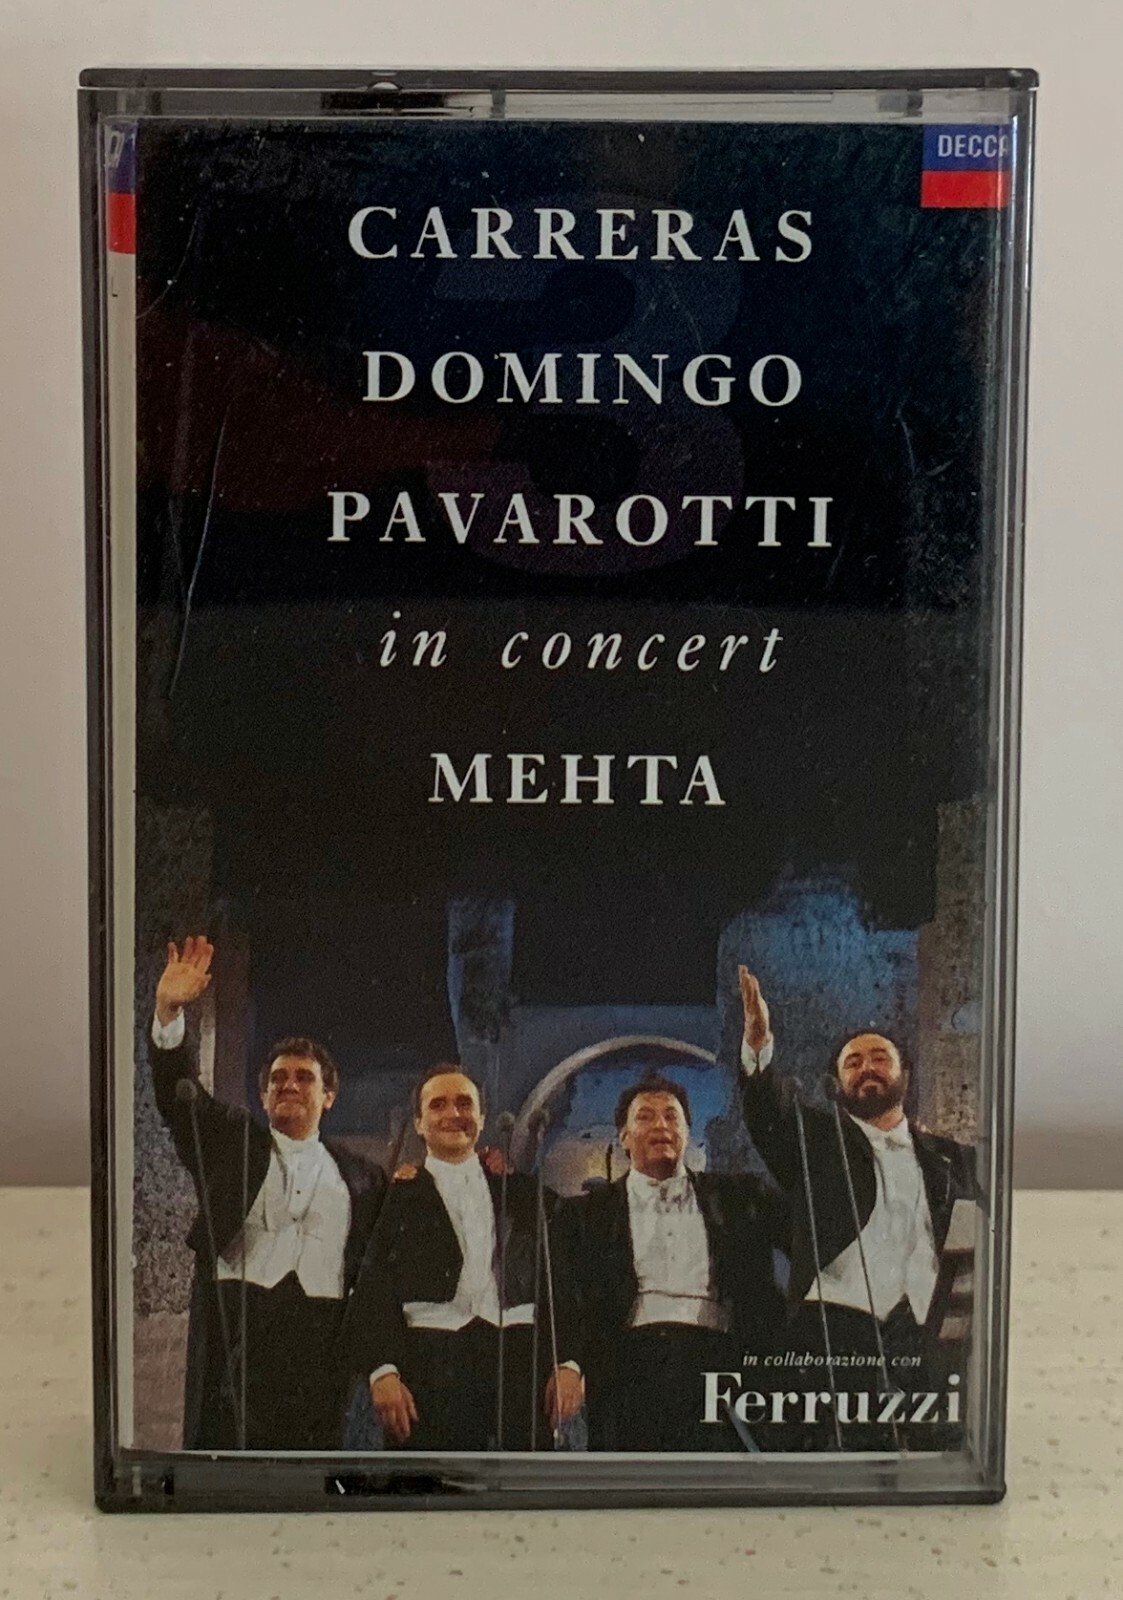 DECCA
CARRERAS
DOMINGO
PAVAROTTI
in concert
MEHTA
in collaborazione con
Ferruzzi